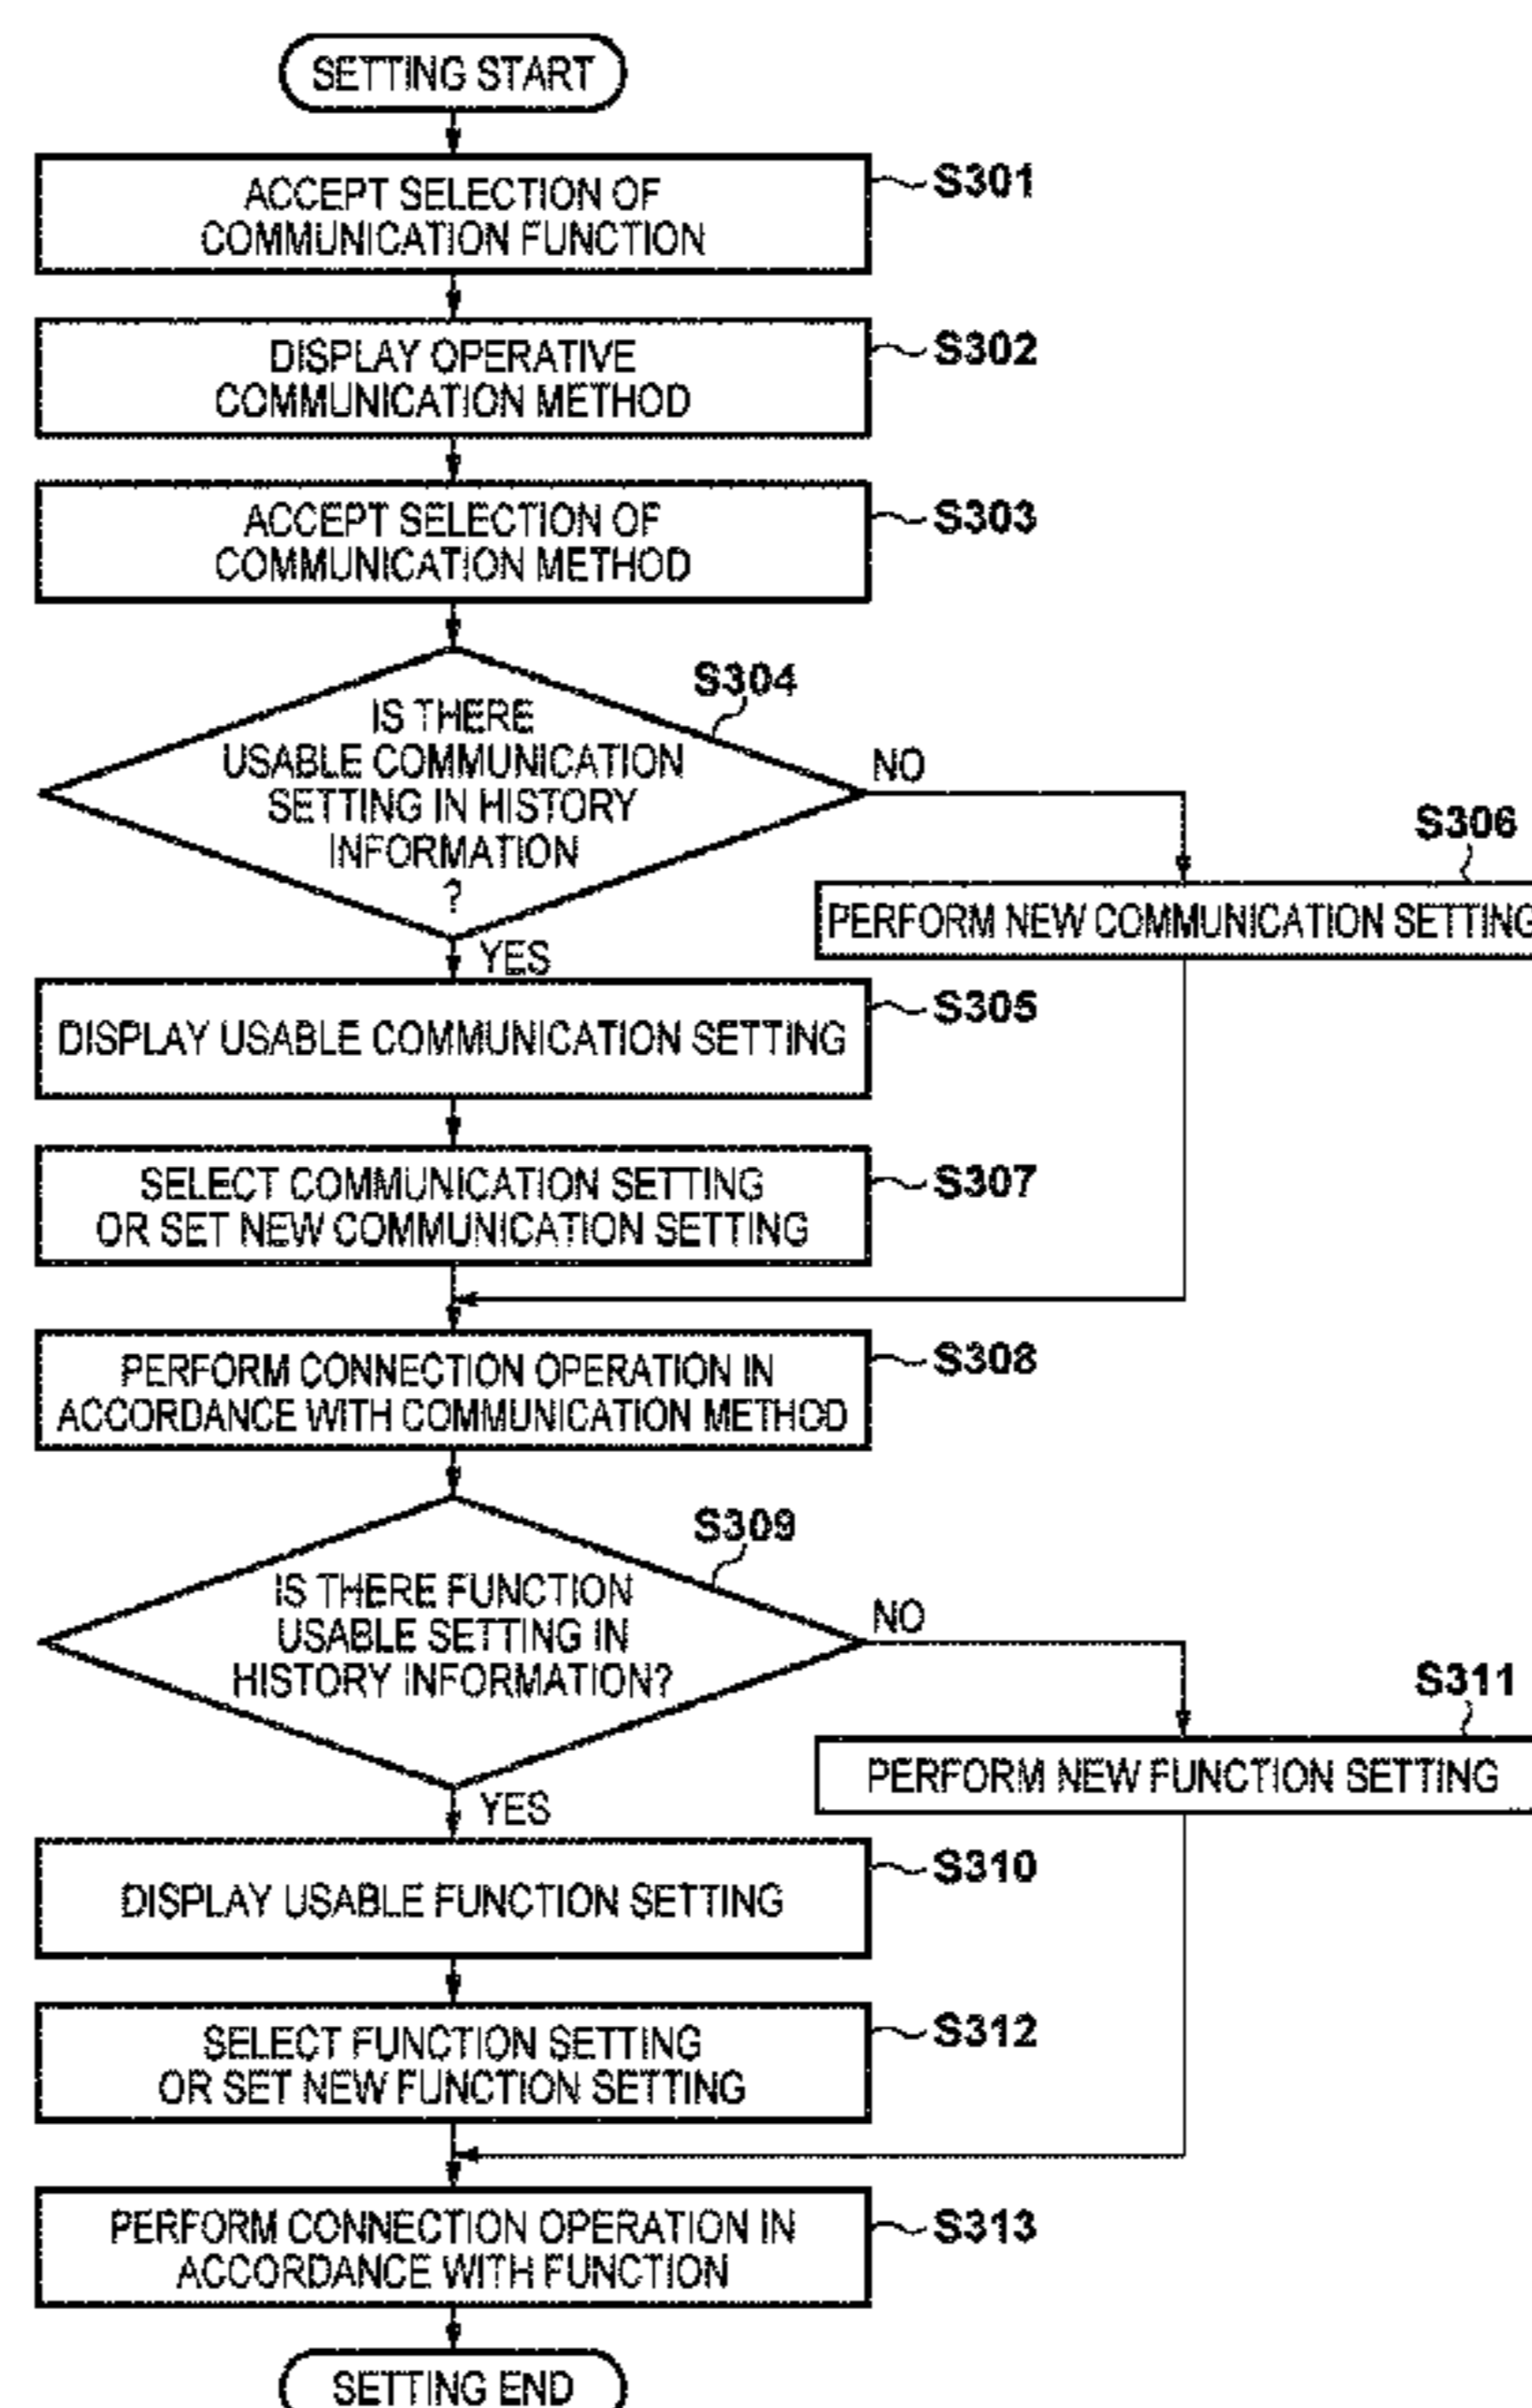 SETTING START
ACCEPT SELECTION OF
COMMUNICATION FUNCTION
S301
DISPLAY OPERATIVE
COMMUNICATION METHOD
S302
ACCEPT SELECTION OF
COMMUNICATION METHOD
S303
S304
IS THERE
USABLE COMMUNICATION
SETTING IN HISTORY
INFORMATION
?
NO
YES
S306
PERFORM NEW COMMUNICATION SETTING
S305
DISPLAY USABLE COMMUNICATION SETTING
SELECT COMMUNICATION SETTING
OR SET NEW COMMUNICATION SETTING
S307
PERFORM CONNECTION OPERATION IN
ACCORDANCE WITH COMMUNICATION METHOD
S308
S309
IS THERE FUNCTION
USABLE SETTING IN
HISTORY INFORMATION?
NO
YES
S311
PERFORM NEW FUNCTION SETTING
S310
DISPLAY USABLE FUNCTION SETTING
SELECT FUNCTION SETTING
OR SET NEW FUNCTION SETTING
S312
PERFORM CONNECTION OPERATION IN
ACCORDANCE WITH FUNCTION
S313
SETTING END